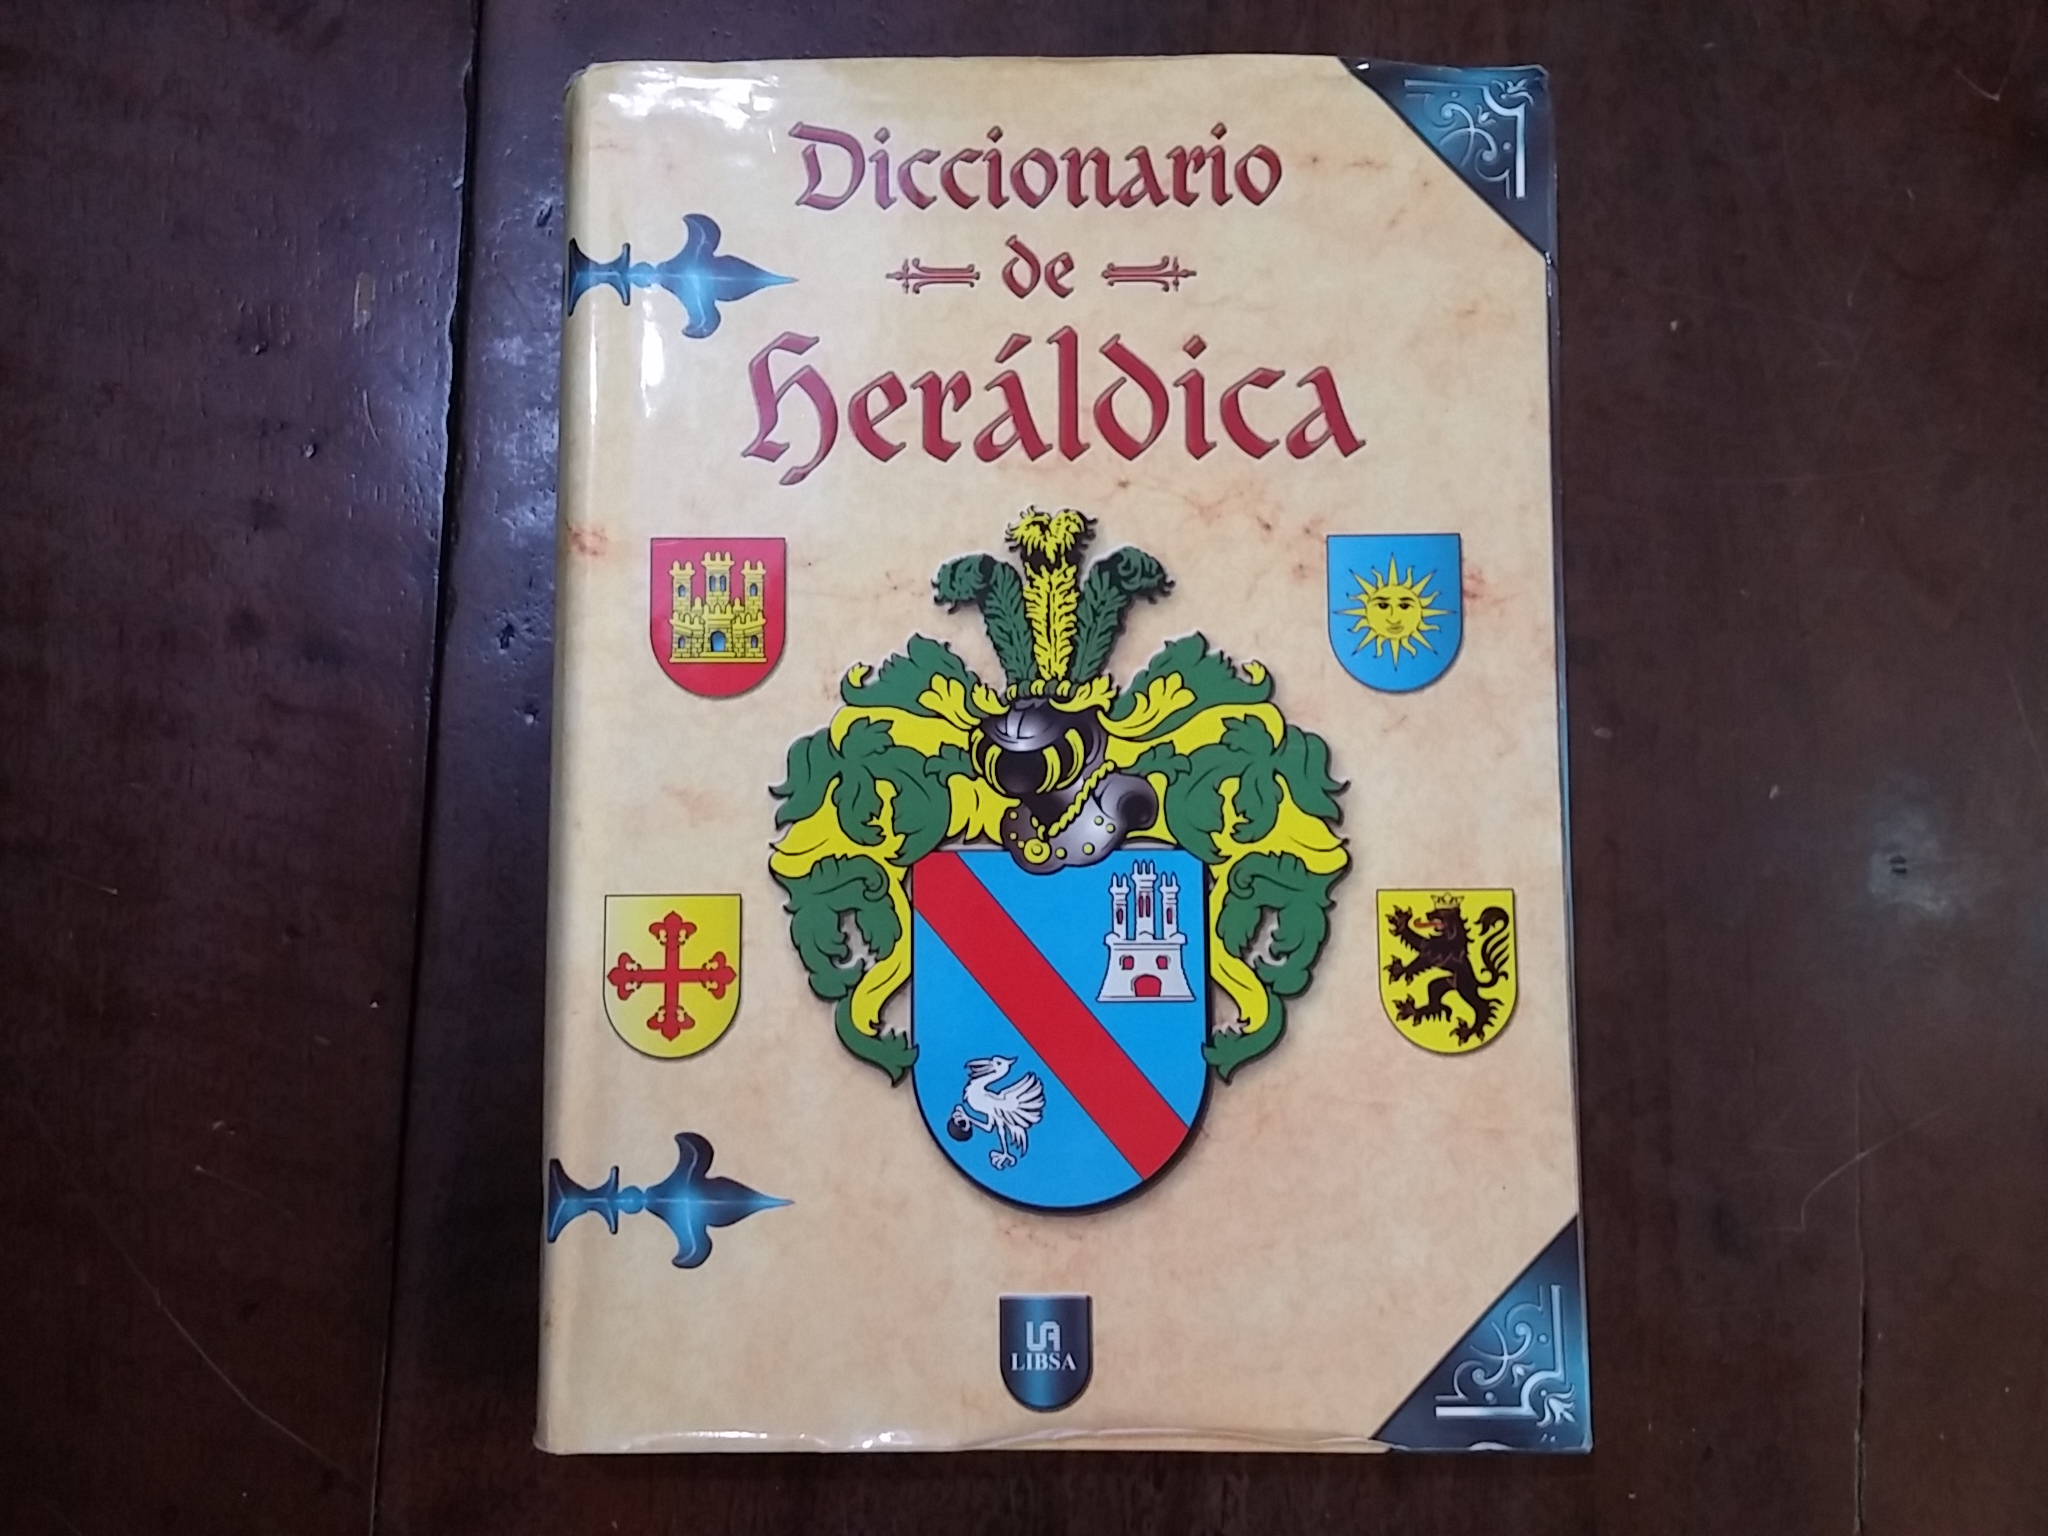 Diccionario
de
Heráldica
LIBSA